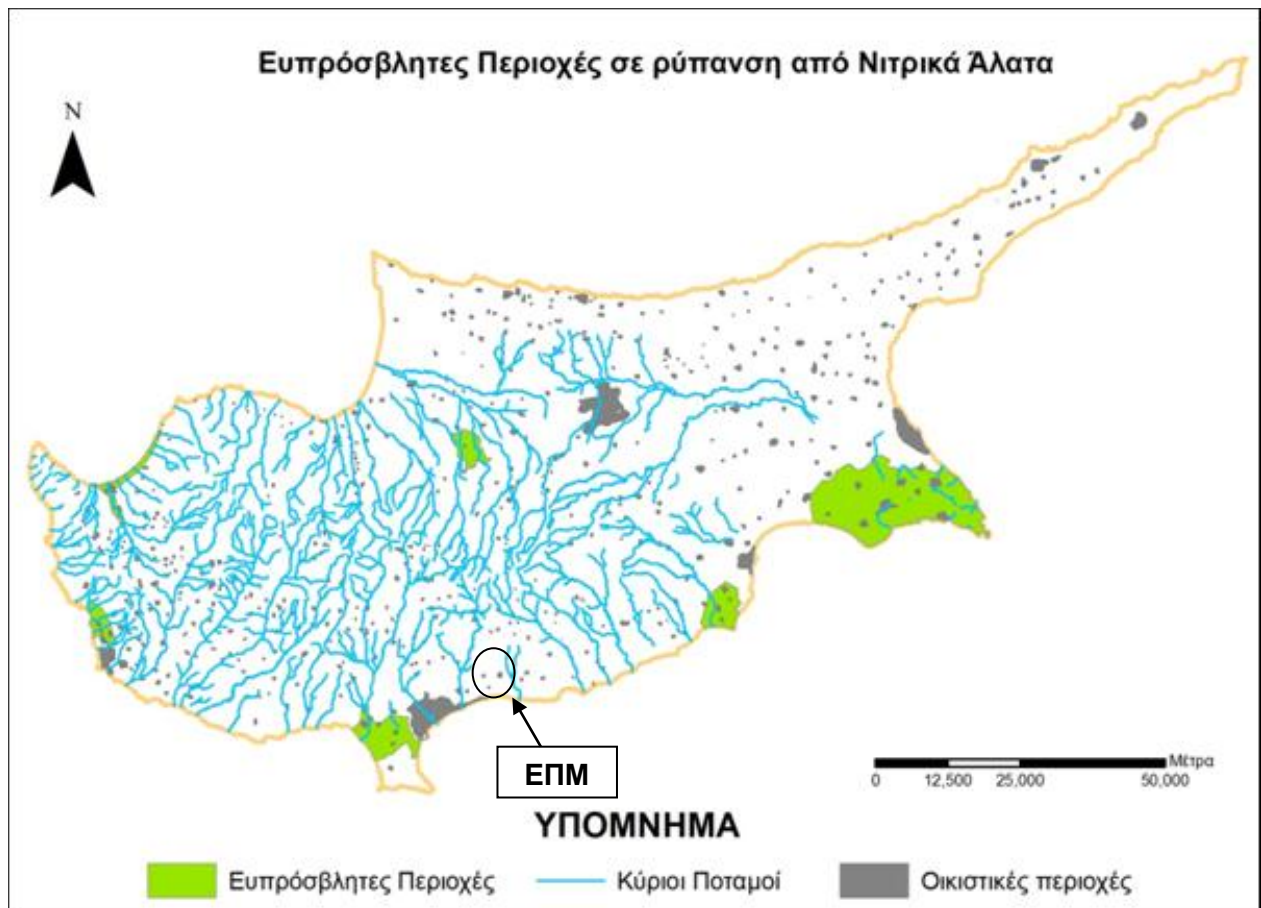 Ευπρόσβλητες Περιοχές σε ρύπανση από Νιτρικά Άλατα
N
ΕΠΜ
Μέτρα
0 12,500 25,000 50,000
ΥΠΟΜΝΗΜΑ
Ευπρόσβλητες Περιοχές Κύριοι Ποταμοί Οικιστικές περιοχές